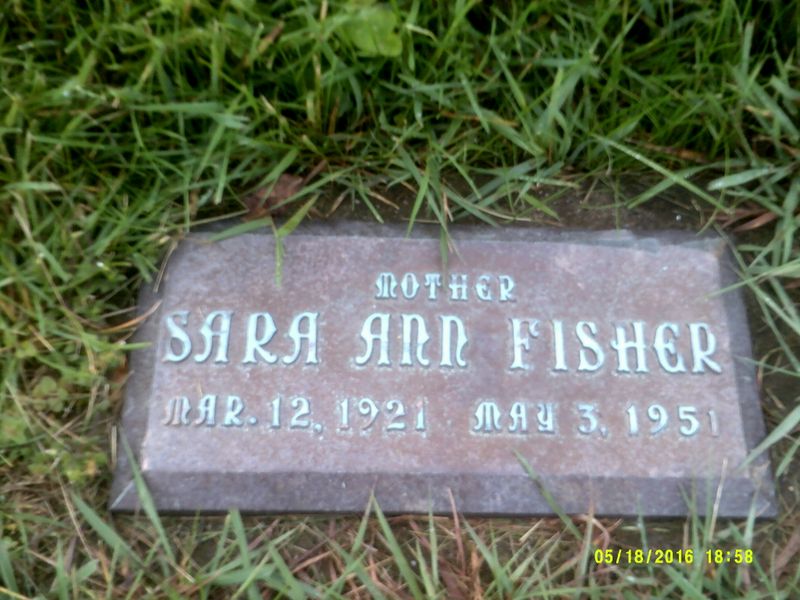 MOTHER
SARA ANN FISHER
MAR. 12, 1921 MAY 3, 1951
05/18/2016 18:58